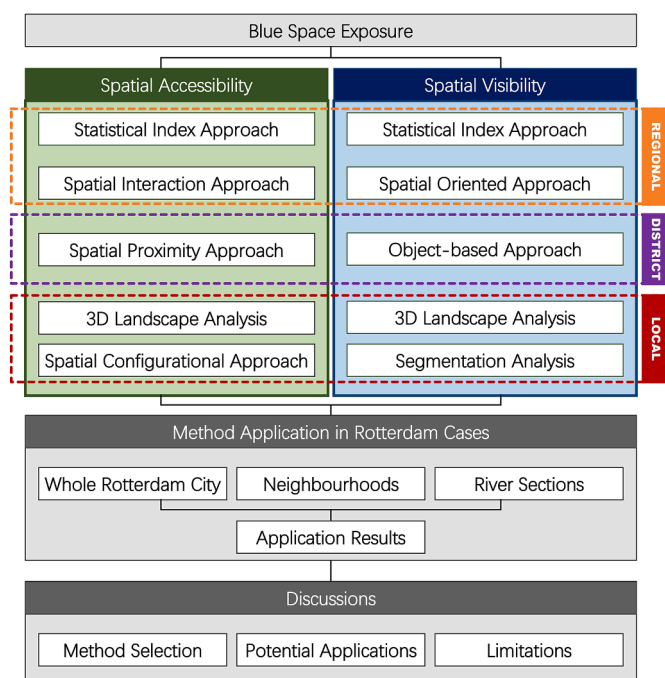 Blue Space Exposure
Spatial Accessibility
Spatial Visibility
Statistical Index Approach
Statistical Index Approach
REGIONAL
Spatial Interaction Approach
Spatial Oriented Approach
Spatial Proximity Approach
Object-based Approach
DISTRICT
3D Landscape Analysis
3D Landscape Analysis
LOCAL
Spatial Configurational Approach
Segmentation Analysis
Method Application in Rotterdam Cases
Whole Rotterdam City
Neighbourhoods
River Sections
Application Results
Discussions
Method Selection
Potential Applications
Limitations